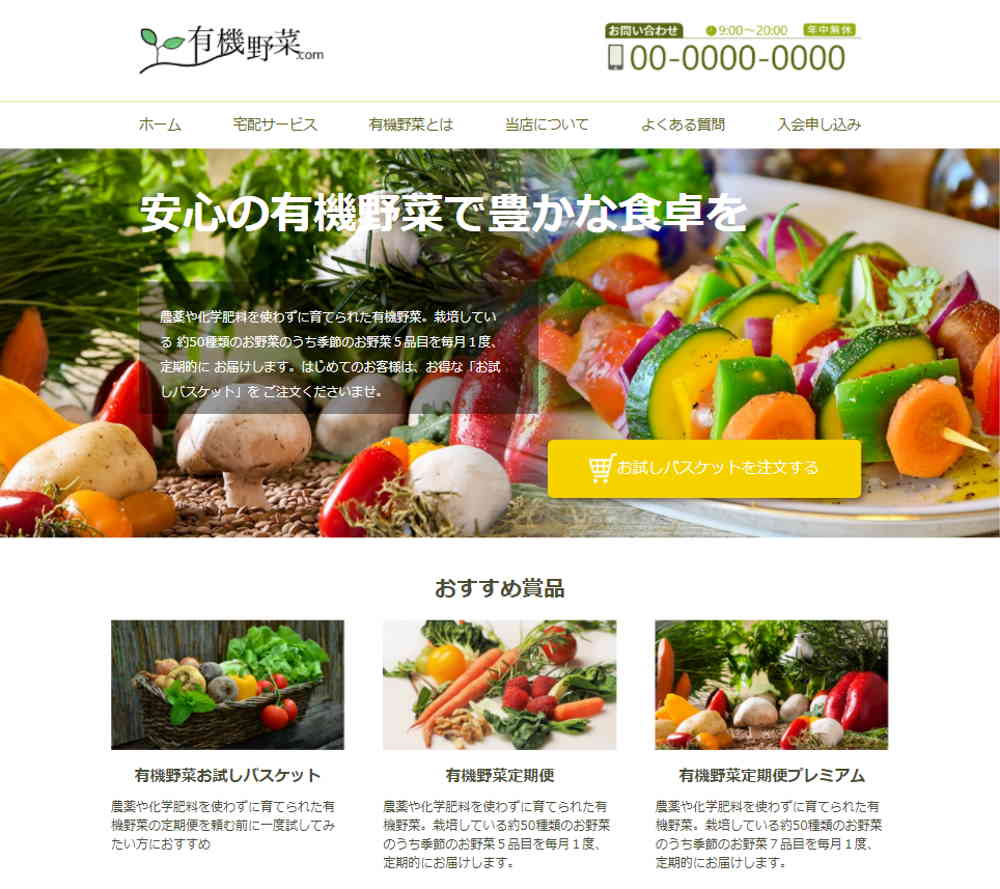 有機野菜.com
お問い合わせ 9:00～20:00 年中無休
00-0000-0000
ホーム 宅配サービス 有機野菜とは 当店について よくある質問 入会申し込み
安心の有機野菜で豊かな食卓を
農薬や化学肥料を使わずに育てられた有機野菜。栽培してい
る 約50種類のお野菜のうち季節のお野菜５品目を毎月１度、
定期的に お届けします。はじめてのお客様は、お得な「お試
しバスケット」を ご注文くださいませ。
お試しバスケットを注文する
おすすめ賞品
有機野菜お試しバスケット
農薬や化学肥料を使わずに育てられた有
機野菜の定期便を頼む前に一度試してみ
たい方におすすめ
有機野菜定期便
農薬や化学肥料を使わずに育てられた有
機野菜。栽培している約50種類のお野菜
のうち季節のお野菜５品目を毎月１度、
定期的にお届けします。
有機野菜定期便プレミアム
農薬や化学肥料を使わずに育てられた有
機野菜。栽培している約50種類のお野菜
のうち季節のお野菜７品目を毎月１度、
定期的にお届けします。